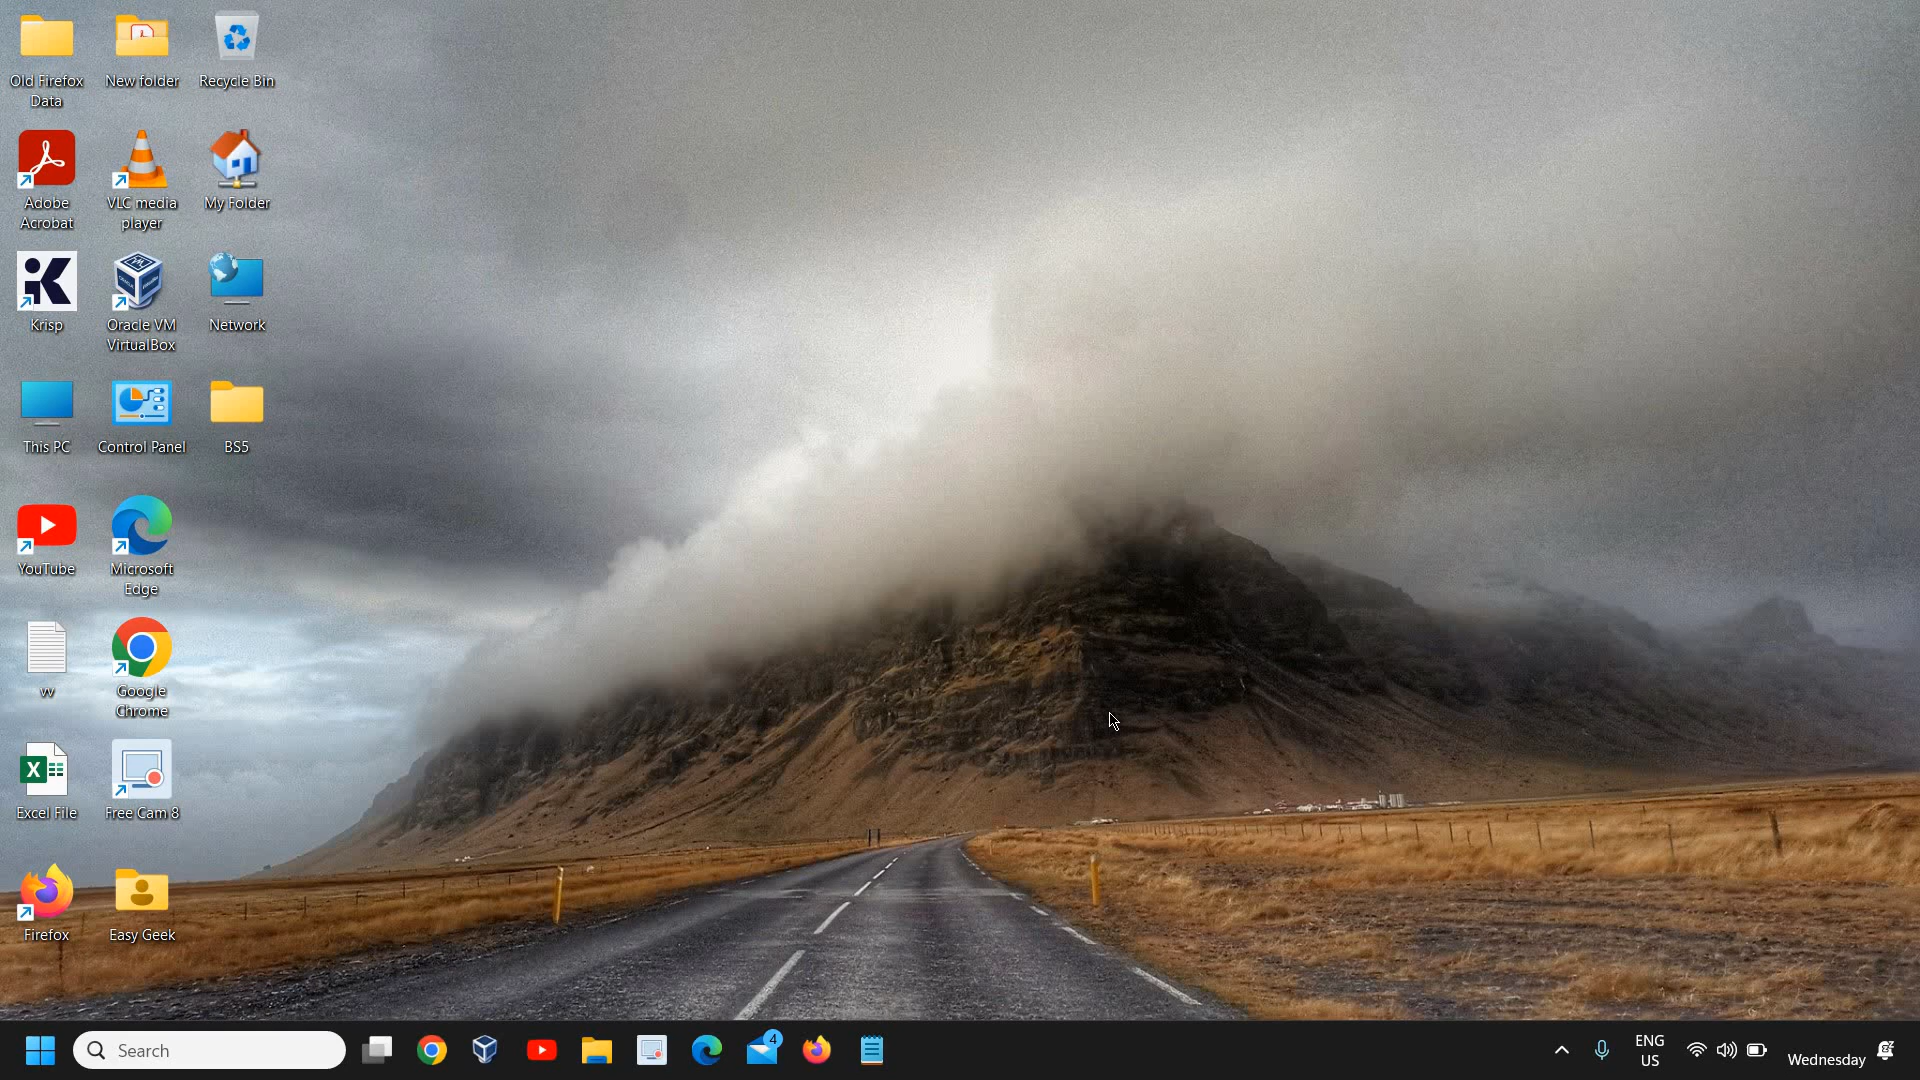 Old Firefox
Data
New folder
Recycle Bin
Adobe
Acrobat
VLC media
player
My Folder
Krisp
Oracle VM
VirtualBox
Network
This PC
Control Panel
BS5
YouTube
Microsoft
Edge
vv
Google
Chrome
Excel File
Free Cam 8
Firefox
Easy Geek
Search
4
ENG
US
Wednesday